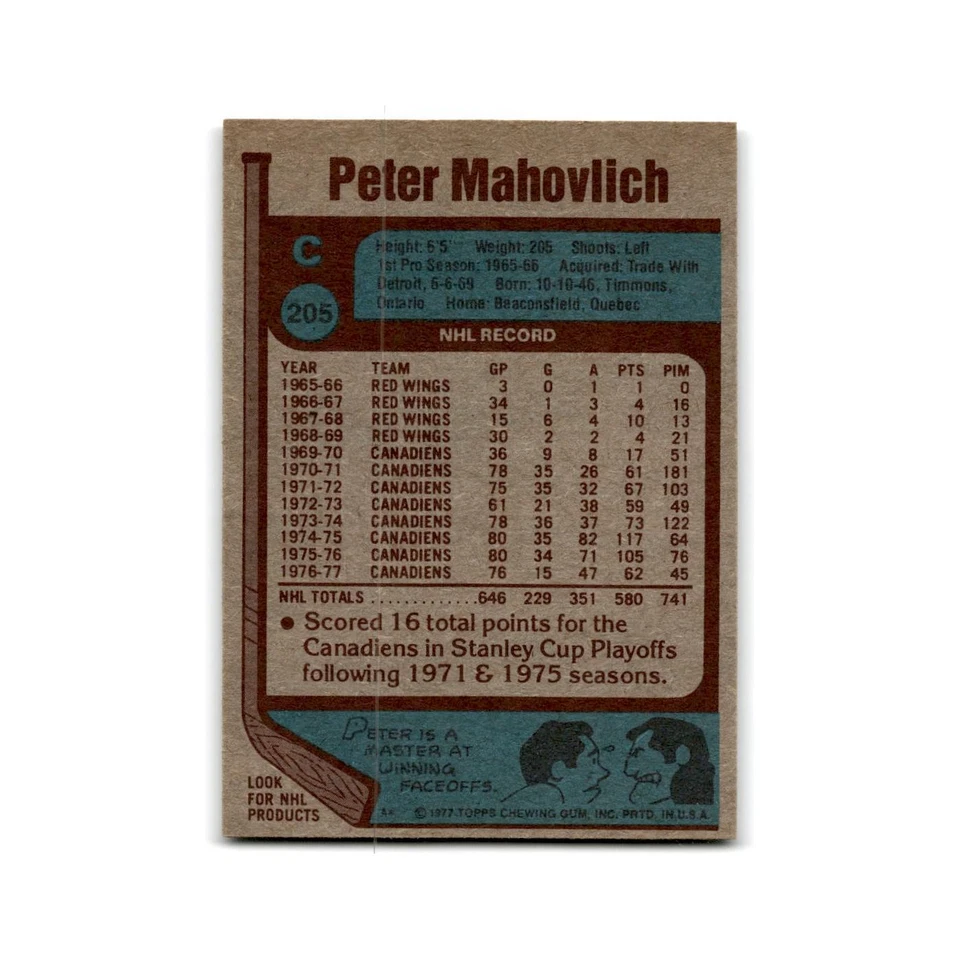 Peter Mahovlich
C
Height: 6'5" Weight: 205 Shoots: Left
1st Pro Season: 1965-66 Acquired: Trade With
Detroit, 6-6-69 Born: 10-10-46, Timmons,
Ontario Home: Beaconsfield, Quebec
205
NHL RECORD
YEAR TEAM GP G A PTS PIM
1965-66 RED WINGS 3 0 1 1 0
1966-67 RED WINGS 34 1 3 4 16
1967-68 RED WINGS 15 6 4 10 13
1968-69 RED WINGS 30 2 2 4 21
1969-70 CANADIENS 36 9 8 17 51
1970-71 CANADIENS 78 35 26 61 181
1971-72 CANADIENS 75 35 32 67 103
1972-73 CANADIENS 61 21 38 59 49
1973-74 CANADIENS 78 36 37 73 122
1974-75 CANADIENS 80 35 82 117 64
1975-76 CANADIENS 80 34 71 105 76
1976-77 CANADIENS 76 15 47 62 45
NHL TOTALS ............646 229 351 580 741
● Scored 16 total points for the
Canadiens in Stanley Cup Playoffs
following 1971 & 1975 seasons.
PETER IS A
MASTER AT
WINNING
FACEOFFS.
LOOK
FOR NHL
PRODUCTS
© 1977 TOPPS CHEWING GUM, INC. PRTD. IN U.S.A.